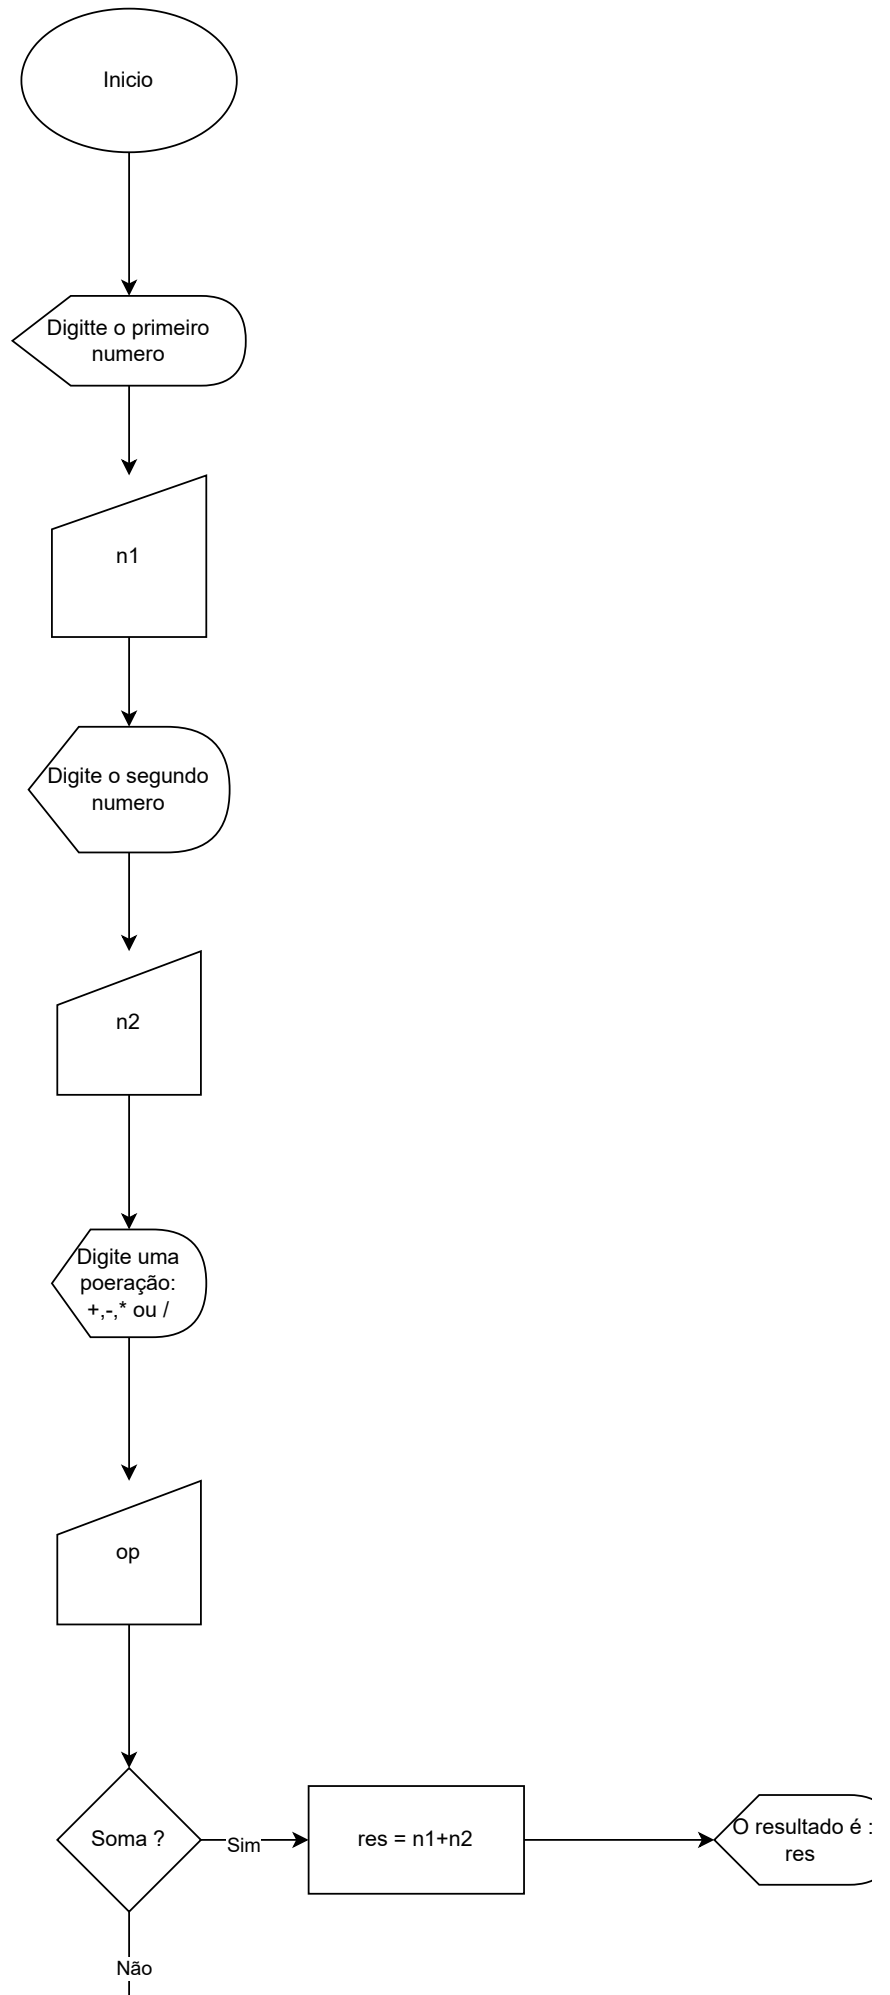 Inicio
Digitte o primeiro
numero
n1
Digite o segundo
numero
n2
Digite uma
poeração:
+,-,* ou /
op
Soma ?
Sim
res = n1+n2
O resultado é :
res
Não